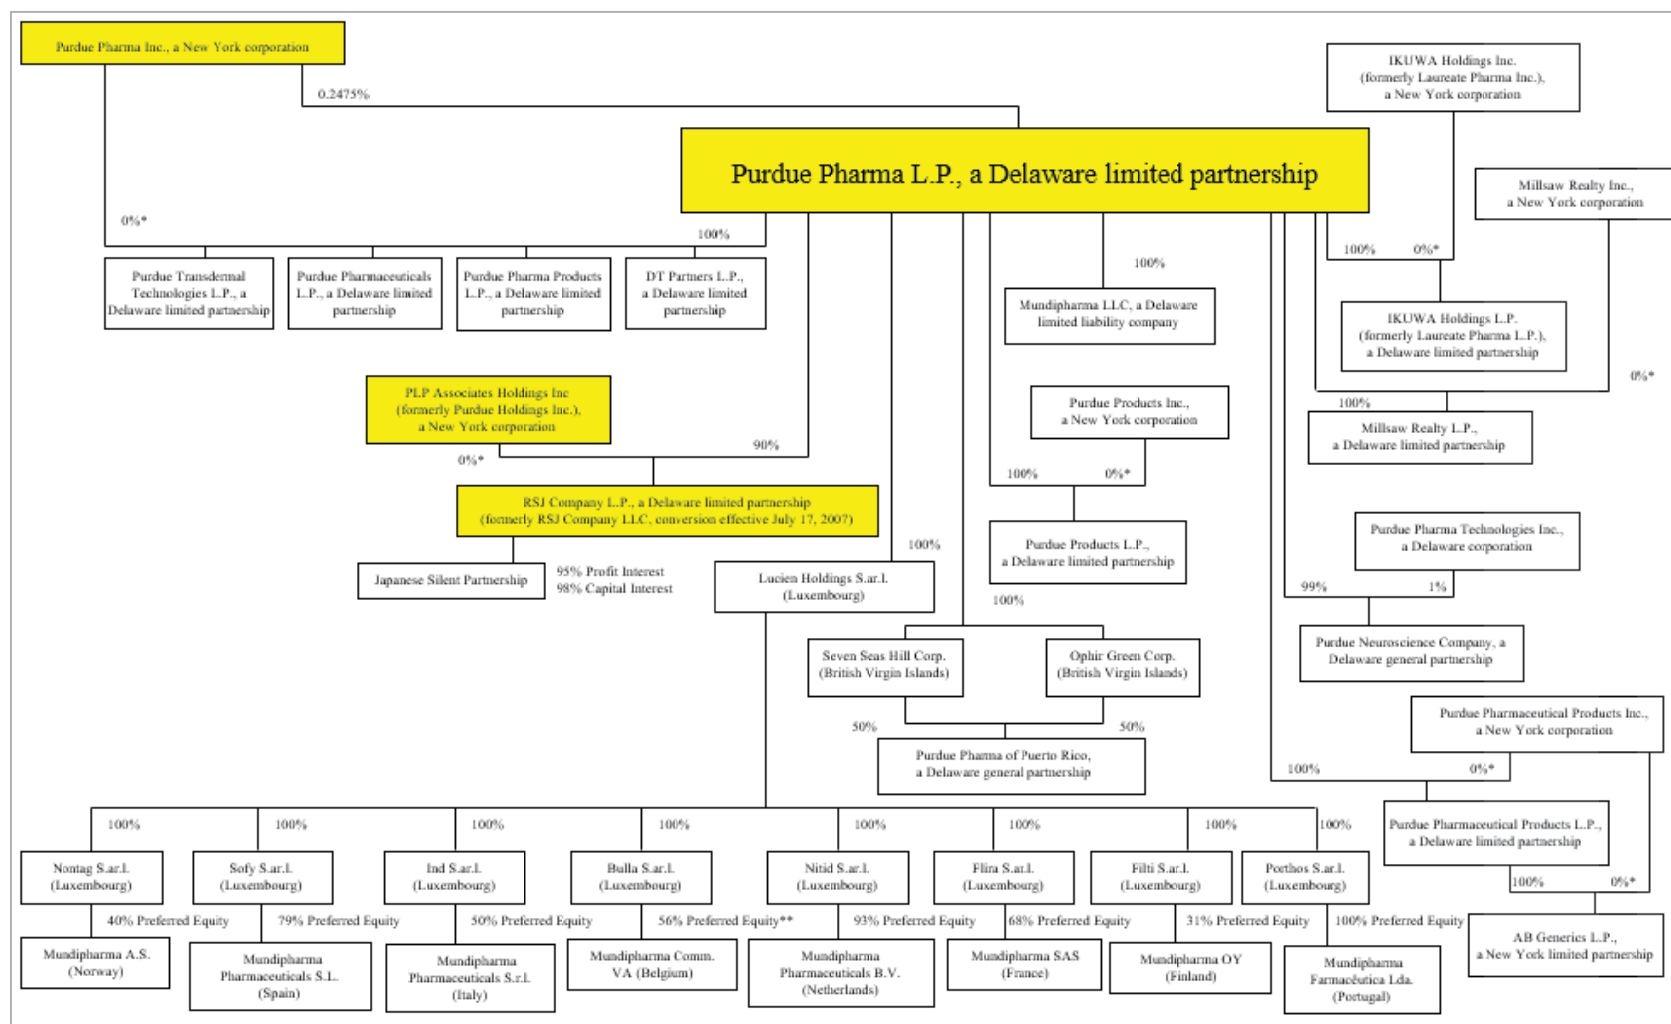 Purdue Pharma Inc., a New York corporation
0.2475%
IKUWA Holdings Inc.
(formerly Laureate Pharma Inc.),
a New York corporation
Purdue Pharma L.P., a Delaware limited partnership
Millsaw Realty Inc.,
a New York corporation
0%*
100%
Purdue Transdermal
Technologies L.P., a
Delaware limited partnership
Purdue Pharmaceuticals
L.P., a Delaware limited
partnership
Purdue Pharma Products
L.P., a Delaware limited
partnership
DT Partners L.P.,
a Delaware limited
partnership
100%
Mundipharma LLC, a Delaware
limited liability company
100%
0%*
IKUWA Holdings L.P.
(formerly Laureate Pharma L.P.),
a Delaware limited partnership
0%*
100%
Millsaw Realty L.P.,
a Delaware limited partnership
PLP Associates Holdings Inc
(formerly Purdue Holdings Inc.),
a New York corporation
0%*
90%
RSJ Company L.P., a Delaware limited partnership
(formerly RSJ Company LLC, conversion effective July 17, 2007)
Japanese Silent Partnership
95% Profit Interest
98% Capital Interest
Purdue Products Inc.,
a New York corporation
100%
0%*
Purdue Products L.P.,
a Delaware limited partnership
100%
Lucien Holdings S.ar.l.
(Luxembourg)
100%
Seven Seas Hill Corp.
(British Virgin Islands)
Ophir Green Corp.
(British Virgin Islands)
50%
50%
Purdue Pharma of Puerto Rico,
a Delaware general partnership
Purdue Pharma Technologies Inc.,
a Delaware corporation
99%
1%
Purdue Neuroscience Company, a
Delaware general partnership
Purdue Pharmaceutical Products Inc.,
a New York corporation
100%
0%*
Purdue Pharmaceutical Products L.P.,
a Delaware limited partnership
100%
0%*
AB Generics L.P.,
a New York limited partnership
100%
100%
100%
100%
100%
100%
100%
100%
Nontag S.ar.l.
(Luxembourg)
Sofy S.ar.l.
(Luxembourg)
Ind S.ar.l.
(Luxembourg)
Bulla S.ar.l.
(Luxembourg)
Nitid S.ar.l.
(Luxembourg)
Flira S.ar.l.
(Luxembourg)
Filti S.ar.l.
(Luxembourg)
Porthos S.ar.l.
(Luxembourg)
40% Preferred Equity
79% Preferred Equity
50% Preferred Equity
56% Preferred Equity**
93% Preferred Equity
68% Preferred Equity
31% Preferred Equity
100% Preferred Equity
Mundipharma A.S.
(Norway)
Mundipharma
Pharmaceuticals S.L.
(Spain)
Mundipharma
Pharmaceuticals S.r.l.
(Italy)
Mundipharma Comm.
VA (Belgium)
Mundipharma
Pharmaceuticals B.V.
(Netherlands)
Mundipharma SAS
(France)
Mundipharma OY
(Finland)
Mundipharma
Farmacêutica Lda.
(Portugal)